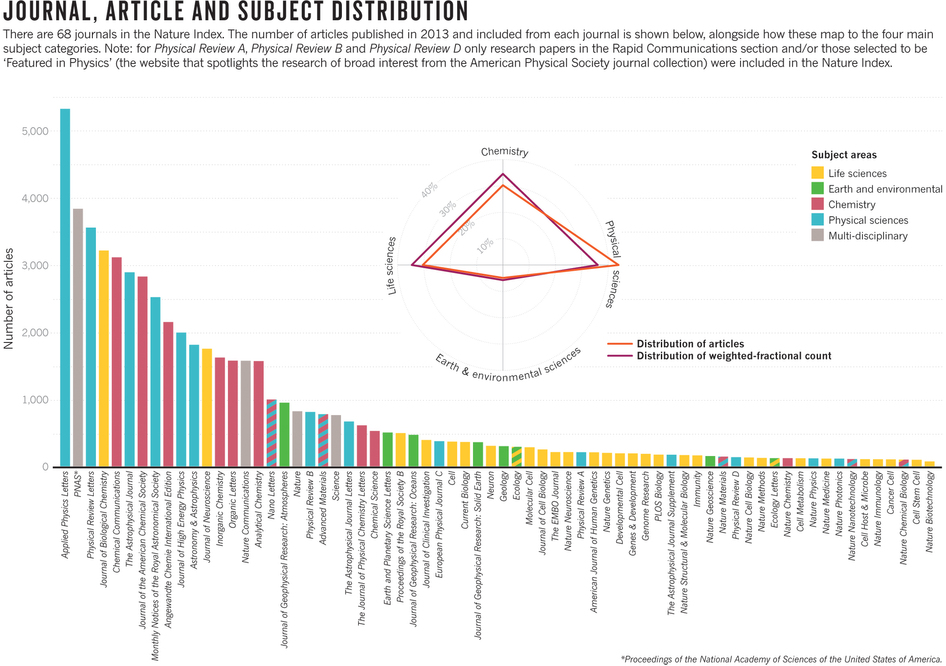 JOURNAL, ARTICLE AND SUBJECT DISTRIBUTION
There are 68 journals in the Nature Index. The number of articles published in 2013 and included from each journal is shown below, alongside how these map to the four main
subject categories. Note: for Physical Review A, Physical Review B and Physical Review D only research papers in the Rapid Communications section and/or those selected to be
‘Featured in Physics’ (the website that spotlights the research of broad interest from the American Physical Society journal collection) were included in the Nature Index.
Number of articles
5,000
4,000
3,000
2,000
1,000
0
Chemistry
Physical sciences
Earth & environmental sciences
Life sciences
40%
30%
20%
10%
Subject areas
Life sciences
Earth and environmental
Chemistry
Physical sciences
Multi-disciplinary
Distribution of articles
Distribution of weighted-fractional count
Applied Physics Letters
PNAS*
Physical Review Letters
Journal of Biological Chemistry
Chemical Communications
The Astrophysical Journal
Journal of the American Chemical Society
Monthly Notices of the Royal Astronomical Society
Angewandte Chemie International Edition
Journal of High Energy Physics
Astronomy & Astrophysics
Journal of Neuroscience
Inorganic Chemistry
Organic Letters
Nature Communications
Analytical Chemistry
Nano Letters
Journal of Geophysical Research: Atmospheres
Nature
Physical Review B
Advanced Materials
Science
The Astrophysical Journal Letters
The Journal of Physical Chemistry Letters
Chemical Science
Earth and Planetary Science Letters
Proceedings of the Royal Society B
Journal of Geophysical Research: Oceans
Journal of Clinical Investigation
European Physical Journal C
Cell
Current Biology
Journal of Geophysical Research: Solid Earth
Neuron
Geology
Ecology
Molecular Cell
Journal of Cell Biology
The EMBO Journal
Nature Neuroscience
Physical Review A
American Journal of Human Genetics
Nature Genetics
Developmental Cell
Genes & Development
Genome Research
PLOS Biology
The Astrophysical Journal Supplement
Nature Structural & Molecular Biology
Immunity
Nature Geoscience
Nature Materials
Physical Review D
Nature Cell Biology
Nature Methods
Ecology Letters
Nature Chemistry
Cell Metabolism
Nature Physics
Nature Medicine
Nature Photonics
Nature Nanotechnology
Cell Host & Microbe
Nature Immunology
Cancer Cell
Nature Chemical Biology
Cell Stem Cell
Nature Biotechnology
*Proceedings of the National Academy of Sciences of the United States of America.